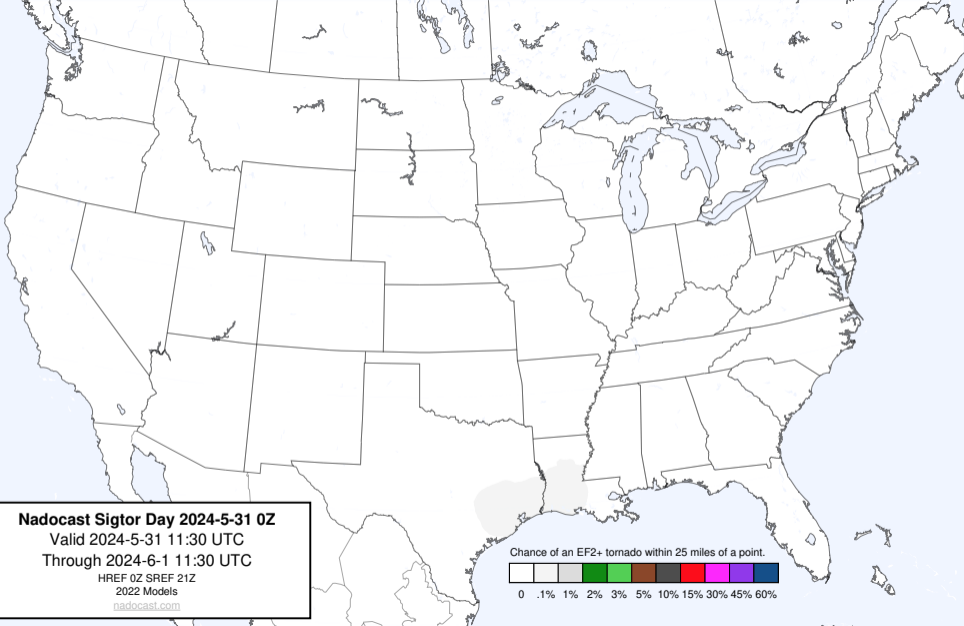 Nadocast Sigtor Day 2024-5-31 0Z
Valid 2024-5-31 11:30 UTC
Through 2024-6-1 11:30 UTC
HREF 0Z SREF 21Z
2022 Models
nadocast.com
Chance of an EF2+ tornado within 25 miles of a point.
0 .1% 1% 2% 3% 5% 10% 15% 30% 45% 60%